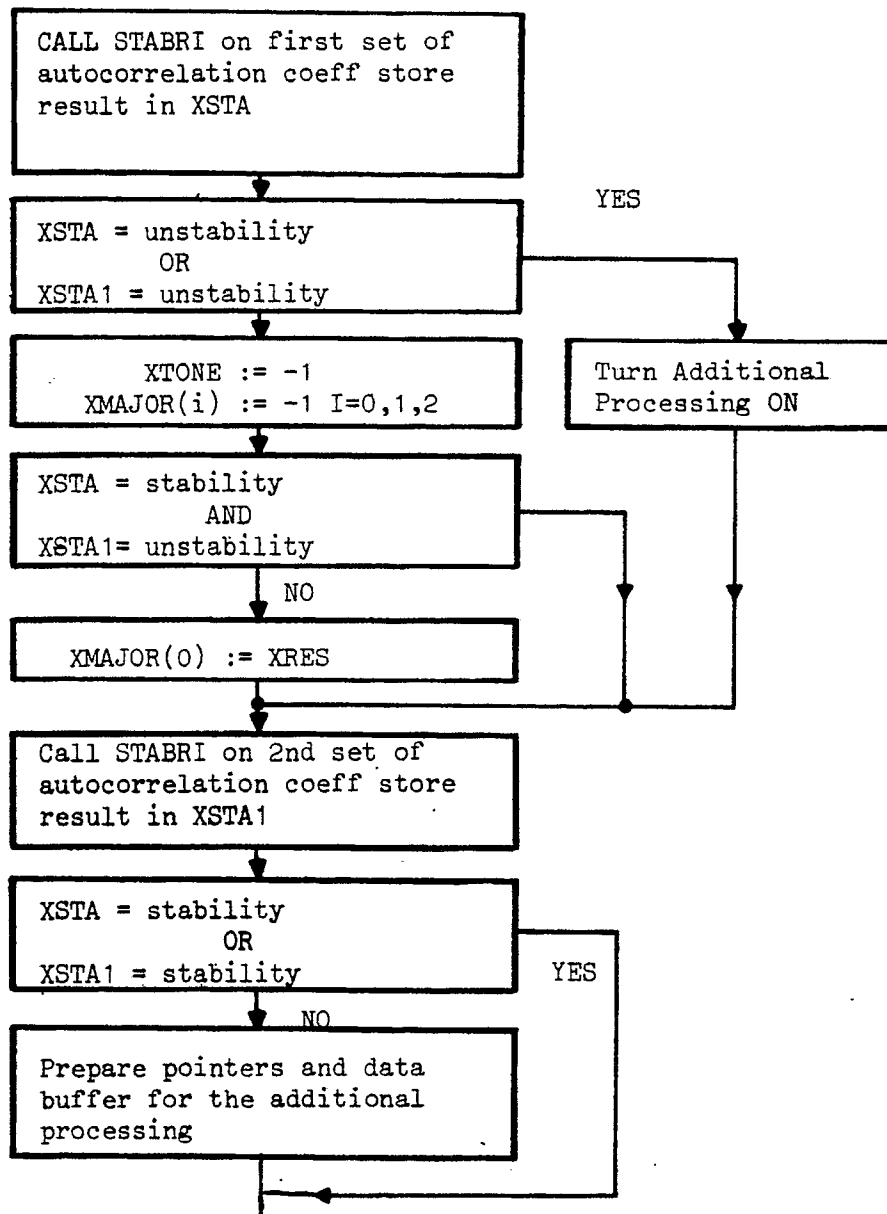 CALL STABRI on first set of
autocorrelation coeff store
result in XSTA
YES
XSTA = unstability
OR
XSTA1 = unstability
XTONE := -1
XMAJOR(i) := -1 I=0,1,2
Turn Additional
Processing ON
XSTA = stability
AND
XSTA1= unstability
NO
XMAJOR(0) := XRES
Call STABRI on 2nd set of
autocorrelation coeff store
result in XSTA1
XSTA = stability
OR
XSTA1 = stability
YES
NO
Prepare pointers and data
buffer for the additional
processing